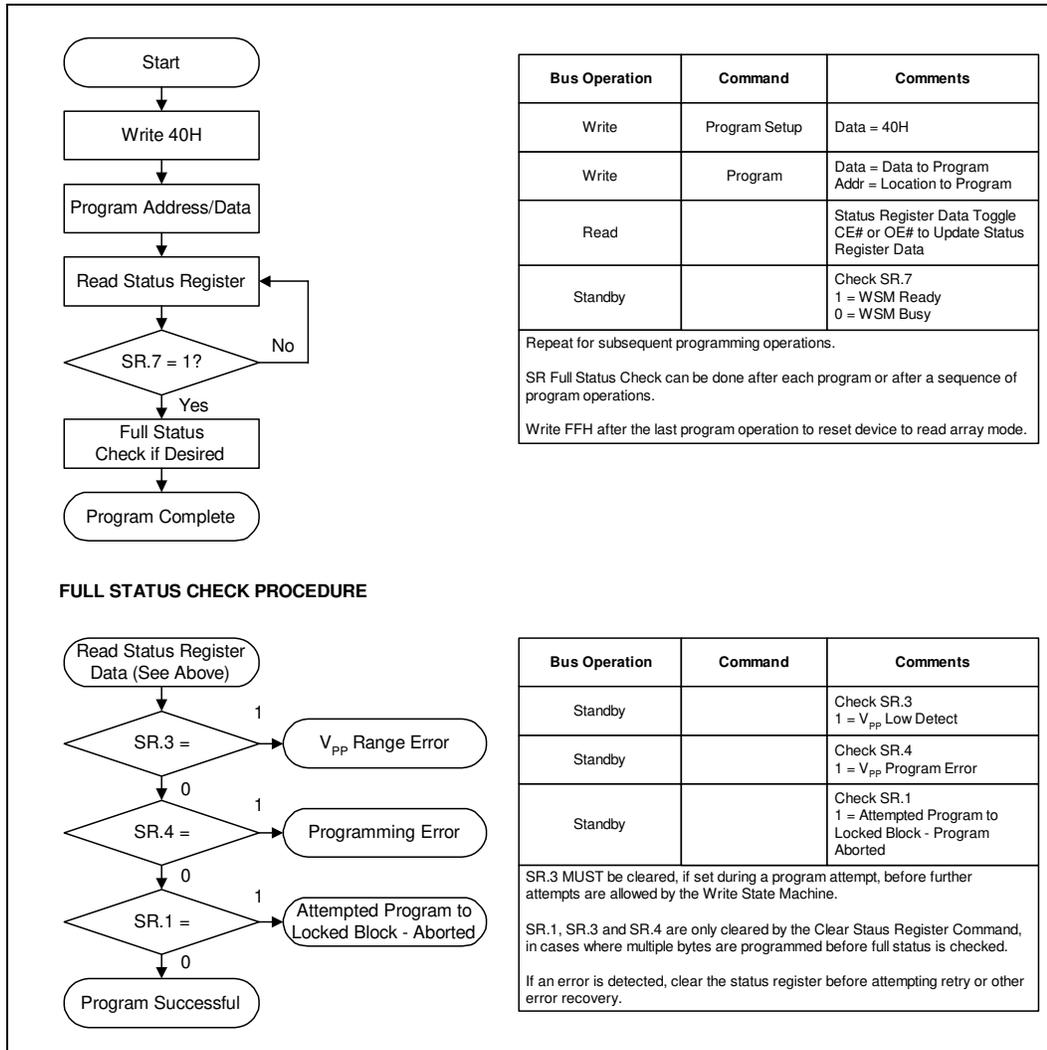 Start
Write 40H
Program Address/Data
Read Status Register
No
SR.7 = 1?
Yes
Full Status
Check if Desired
Program Complete
Bus Operation Command Comments
Write Program Setup Data = 40H
Write Program Data = Data to Program
Addr = Location to Program
Read Status Register Data Toggle
CE# or OE# to Update Status
Register Data
Standby Check SR.7
1 = WSM Ready
0 = WSM Busy
Repeat for subsequent programming operations.
SR Full Status Check can be done after each program or after a sequence of
program operations.
Write FFH after the last program operation to reset device to read array mode.
FULL STATUS CHECK PROCEDURE
Read Status Register
Data (See Above)
1
SR.3 =
VPP Range Error
0
1
SR.4 =
Programming Error
0
1
SR.1 =
Attempted Program to
Locked Block - Aborted
0
Program Successful
Bus Operation Command Comments
Standby Check SR.3
1 = VPP Low Detect
Standby Check SR.4
1 = VPP Program Error
Standby Check SR.1
1 = Attempted Program to
Locked Block - Program
Aborted
SR.3 MUST be cleared, if set during a program attempt, before further
attempts are allowed by the Write State Machine.
SR.1, SR.3 and SR.4 are only cleared by the Clear Staus Register Command,
in cases where multiple bytes are programmed before full status is checked.
If an error is detected, clear the status register before attempting retry or other
error recovery.